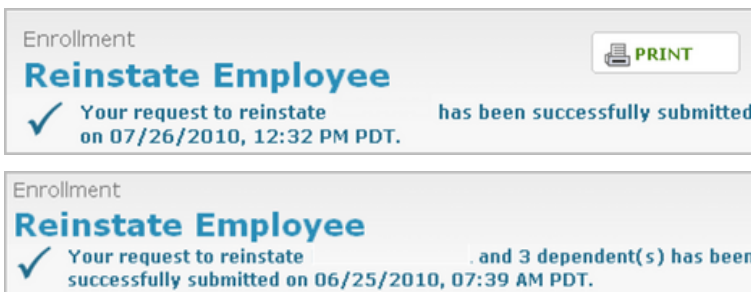 Enrollment
PRINT
Reinstate Employee
Your request to reinstate has been successfully submitted
on 07/26/2010, 12:32 PM PDT.
Enrollment
Reinstate Employee
Your request to reinstate . and 3 dependent(s) has been
successfully submitted on 06/25/2010, 07:39 AM PDT.